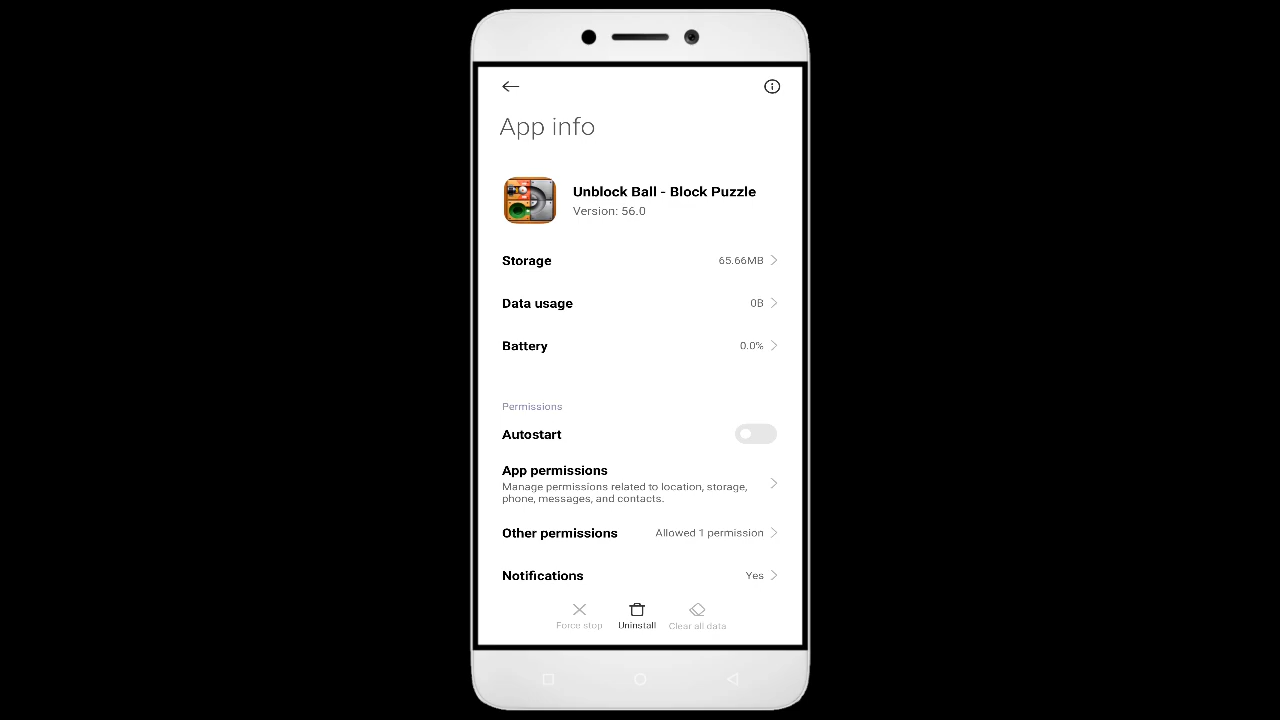 App info
Unblock Ball - Block Puzzle
Version: 56.0
Storage 65.66MB
Data usage 0B
Battery 0.0%
Permissions
Autostart
App permissions
Manage permissions related to location, storage,
phone, messages, and contacts.
Other permissions Allowed 1 permission
Notifications Yes
Force stop Uninstall Clear all data